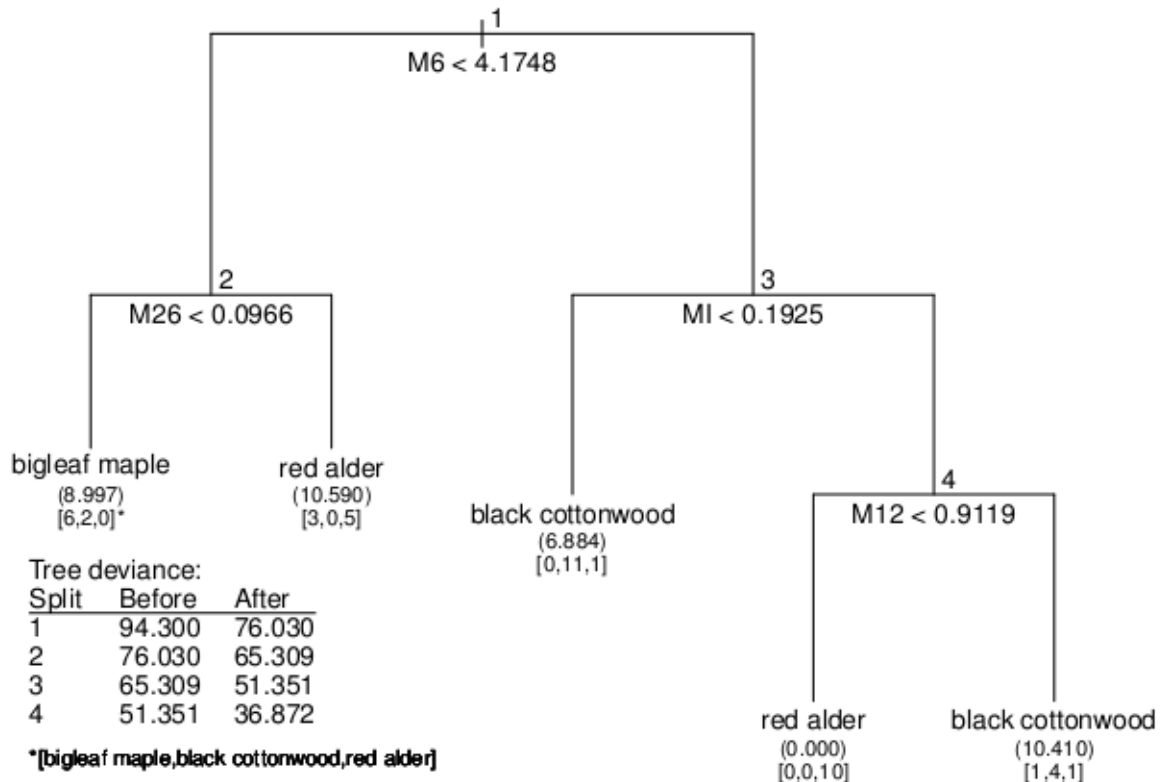 1
M6 < 4.1748
2
M26 < 0.0966
3
MI < 0.1925
bigleaf maple
(8.997)
[6,2,0]*
red alder
(10.590)
[3,0,5]
black cottonwood
(6.884)
[0,11,1]
4
M12 < 0.9119
Tree deviance:
Split Before After
1 94.300 76.030
2 76.030 65.309
3 65.309 51.351
4 51.351 36.872
*[bigleaf maple,black cottonwood,red alder]
red alder
(0.000)
[0,0,10]
black cottonwood
(10.410)
[1,4,1]